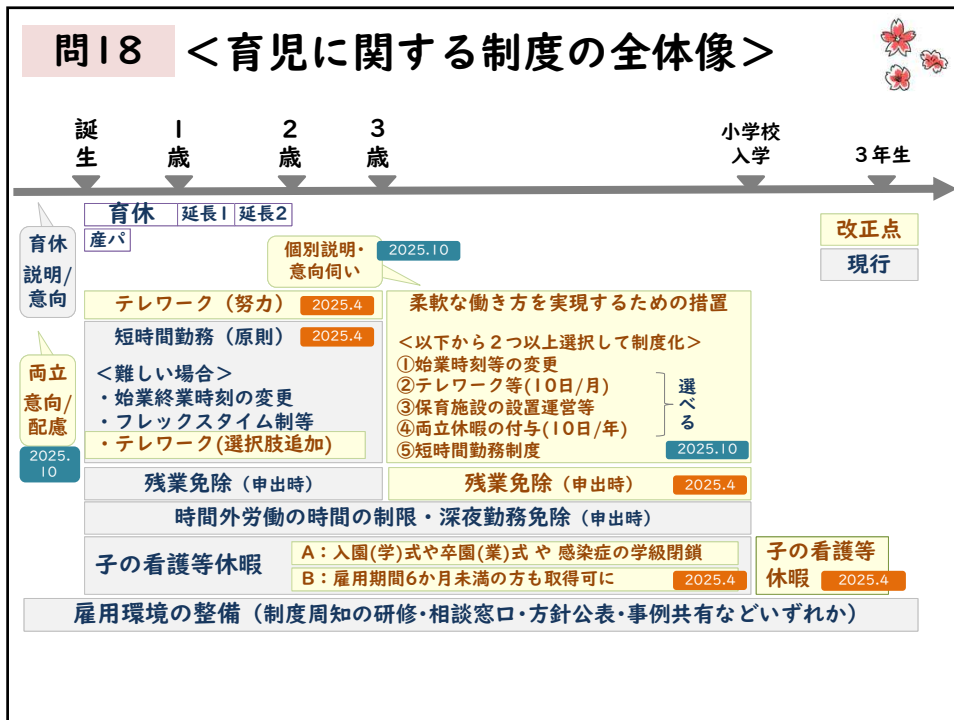 問18 <育児に関する制度の全体像>
誕生
1歳
2歳
3歳
小学校入学
3年生
育休 延長1 延長2
産パ
育休
説明/
意向
個別説明・
意向伺い
2025.10
改正点
現行
テレワーク(努力) 2025.4
短時間勤務(原則) 2025.4
<難しい場合>
・始業終業時刻の変更
・フレックスタイム制等
・テレワーク(選択肢追加)
両立
意向/
配慮
2025.
10
柔軟な働き方を実現するための措置
<以下から2つ以上選択して制度化>
①始業時刻等の変更
②テレワーク等(10日/月)
③保育施設の設置運営等
④両立休暇の付与(10日/年)
⑤短時間勤務制度
選べる
2025.10
残業免除(申出時)
残業免除(申出時) 2025.4
時間外労働の時間の制限・深夜勤務免除(申出時)
子の看護等休暇
A:入園(学)式や卒園(業)式 や 感染症の学級閉鎖
B:雇用期間6か月未満の方も取得可に 2025.4
子の看護等
休暇 2025.4
雇用環境の整備(制度周知の研修・相談窓口・方針公表・事例共有などいずれか)